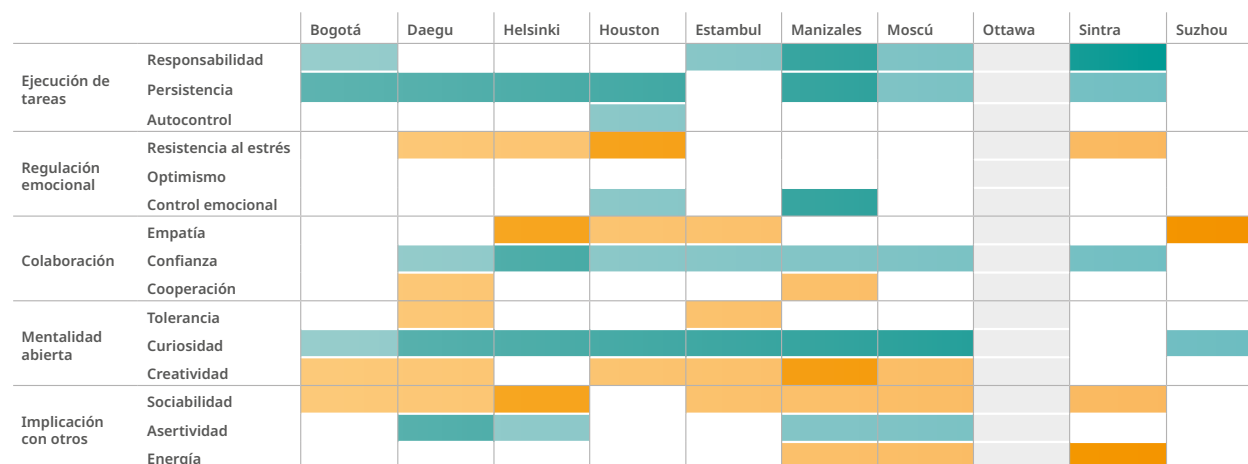 Bogotá Daegu Helsinki Houston Estambul Manizales Moscú Ottawa Sintra Suzhou
Ejecución de
tareas
Responsabilidad
Persistencia
Autocontrol
Regulación
emocional
Resistencia al estrés
Optimismo
Control emocional
Colaboración
Empatía
Confianza
Cooperación
Mentalidad
abierta
Tolerancia
Curiosidad
Creatividad
Implicación
con otros
Sociabilidad
Asertividad
Energía